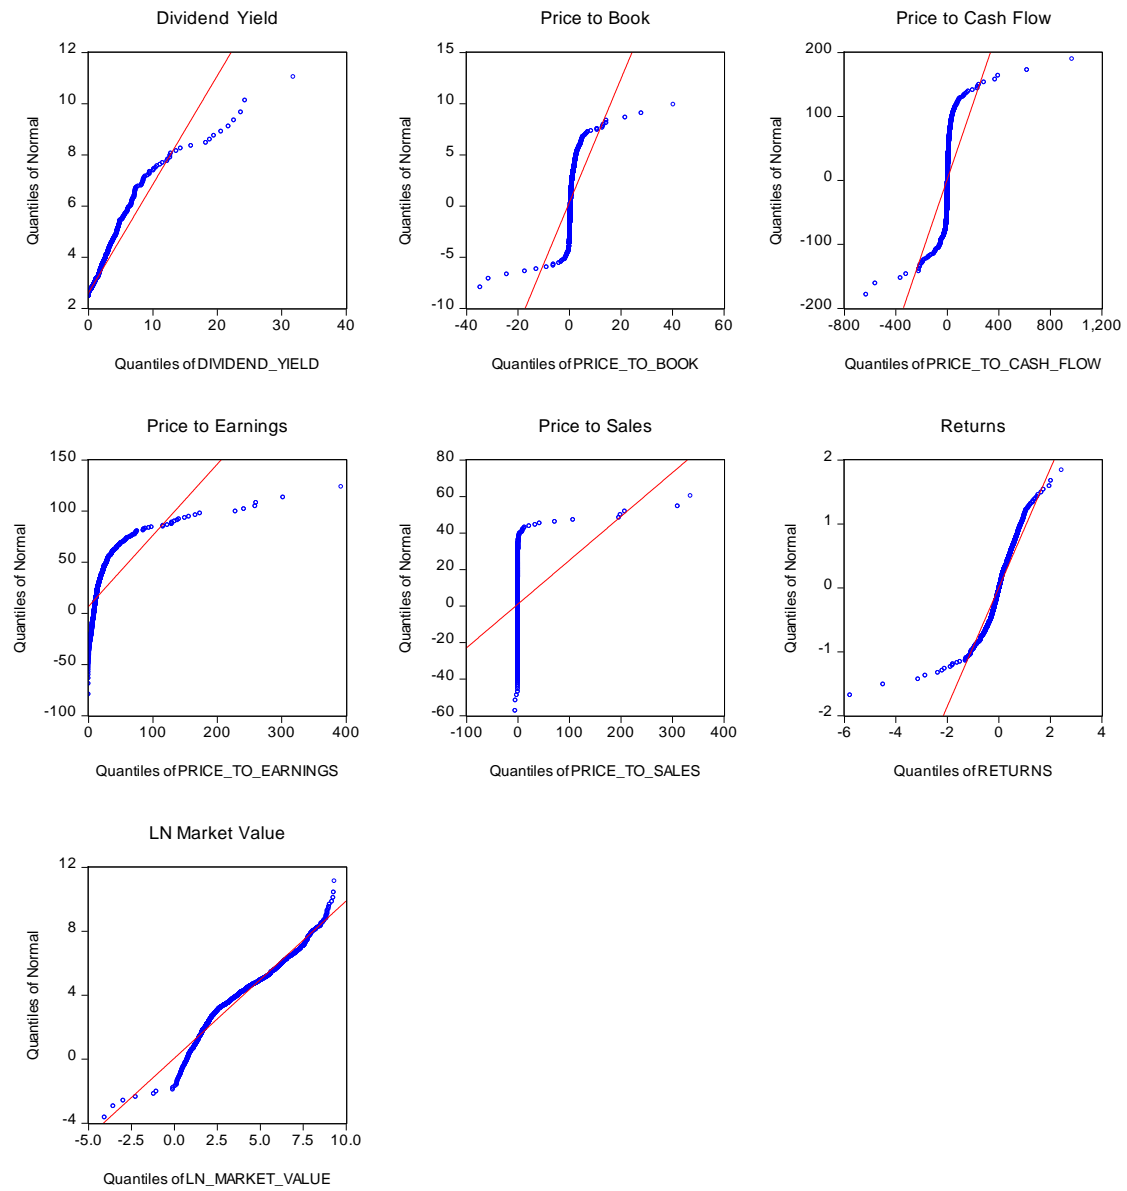 Dividend Yield
12
10
8
6
4
2
0 10 20 30 40
Quantiles of Normal
Quantiles of DIVIDEND_YIELD
Price to Book
15
10
5
0
-5
-10
-40 -20 0 20 40 60
Quantiles of Normal
Quantiles of PRICE_TO_BOOK
Price to Cash Flow
200
100
0
-100
-200
-800 -400 0 400 800 1,200
Quantiles of Normal
Quantiles of PRICE_TO_CASH_FLOW
Price to Earnings
150
100
50
0
-50
-100
0 100 200 300 400
Quantiles of Normal
Quantiles of PRICE_TO_EARNINGS
Price to Sales
80
60
40
20
0
-20
-40
-60
-100 0 100 200 300 400
Quantiles of Normal
Quantiles of PRICE_TO_SALES
Returns
2
1
0
-1
-2
-6 -4 -2 0 2 4
Quantiles of Normal
Quantiles of RETURNS
LN Market Value
12
8
4
0
-4
-5.0 -2.5 0.0 2.5 5.0 7.5 10.0
Quantiles of Normal
Quantiles of LN_MARKET_VALUE